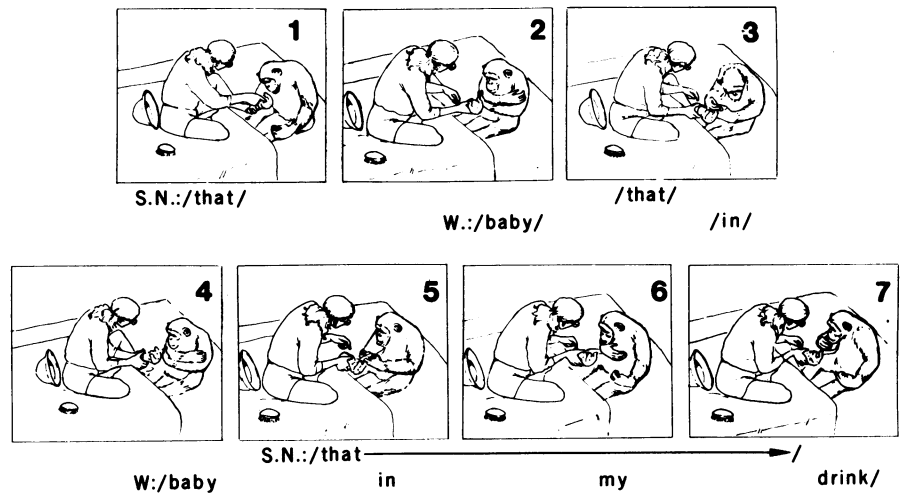 1 2 3
S.N.:/that/ /that/
W.:/baby/ /in/
4 5 6 7
S.N.:/that /
W:/baby in my drink/